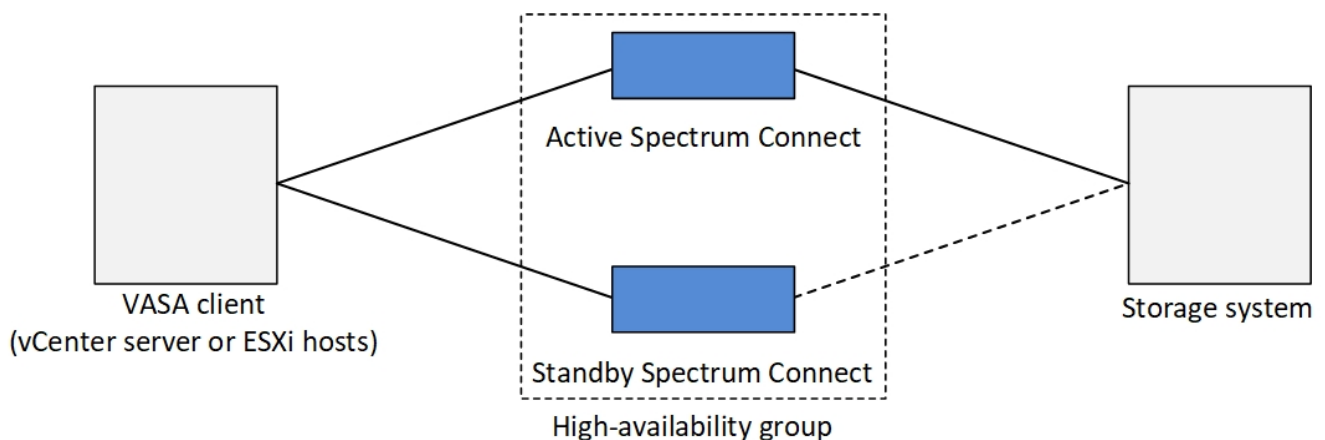 Active Spectrum Connect
VASA client
(vCenter server or ESXi hosts)
Storage system
Standby Spectrum Connect
High-availability group